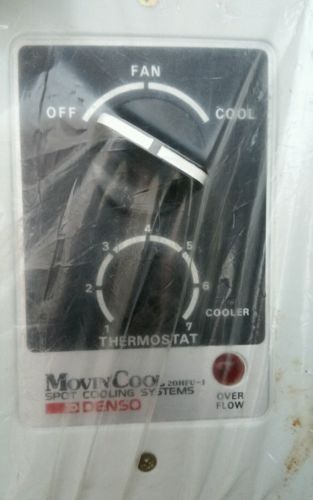 FAN
OFF COOL
4
3 5
2 6
COOLER
1 7
THERMOSTAT
MOVINCOOL 20HFU-1
SPOT COOLING SYSTEMS
DENSO
OVER
FLOW